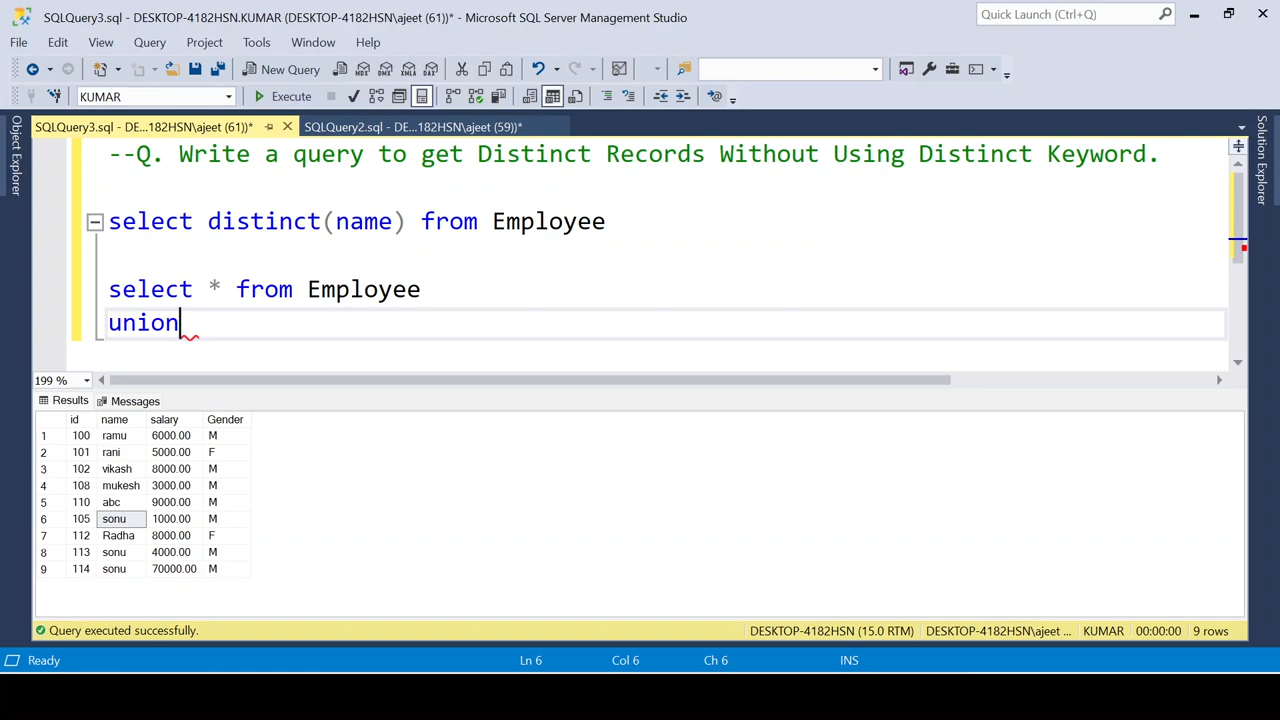 SQLQuery3.sql - DESKTOP-4182HSN.KUMAR (DESKTOP-4182HSN\ajeet (61))* - Microsoft SQL Server Management Studio
Quick Launch (Ctrl+Q)
File Edit View Query Project Tools Window Help
New Query MDX DMX XMLA DAX
KUMAR Execute
SQLQuery3.sql - DE...182HSN\ajeet (61))* SQLQuery2.sql - DE...182HSN\ajeet (59))*
Object Explorer
Solution Explorer
--Q. Write a query to get Distinct Records Without Using Distinct Keyword.
select distinct(name) from Employee
select * from Employee
union
199 %
Results Messages
id name salary Gender
1 100 ramu 6000.00 M
2 101 rani 5000.00 F
3 102 vikash 8000.00 M
4 108 mukesh 3000.00 M
5 110 abc 9000.00 M
6 105 sonu 1000.00 M
7 112 Radha 8000.00 F
8 113 sonu 4000.00 M
9 114 sonu 70000.00 M
Query executed successfully. DESKTOP-4182HSN (15.0 RTM) DESKTOP-4182HSN\ajeet ... KUMAR 00:00:00 9 rows
Ready Ln 6 Col 6 Ch 6 INS